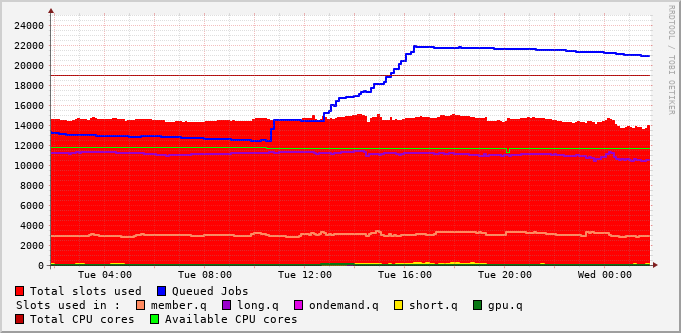 24000
22000
20000
18000
16000
14000
12000
10000
8000
6000
4000
2000
0
Tue 04:00 Tue 08:00 Tue 12:00 Tue 16:00 Tue 20:00 Wed 00:00
Total slots used Queued Jobs
Slots used in : member.q long.q ondemand.q short.q gpu.q
Total CPU cores Available CPU cores
RRDTOOL / TOBI OETIKER